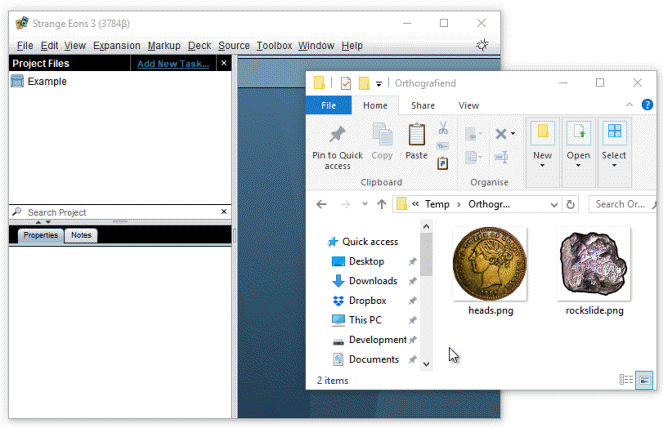 Strange Eons 3 (3784β)
File Edit View Expansion Markup Deck Source Toolbox Window Help
Project Files Add New Task... ×
Example
Search Project ×
Properties Notes
Orthografiend
File Home Share View
Pin to Quick access
Copy
Paste
Clipboard
Organise
New
Open
Select
« Temp > Orthogr...
Search Or...
Quick access
Desktop
Downloads
Dropbox
This PC
Development
Documents
heads.png
rockslide.png
2 items